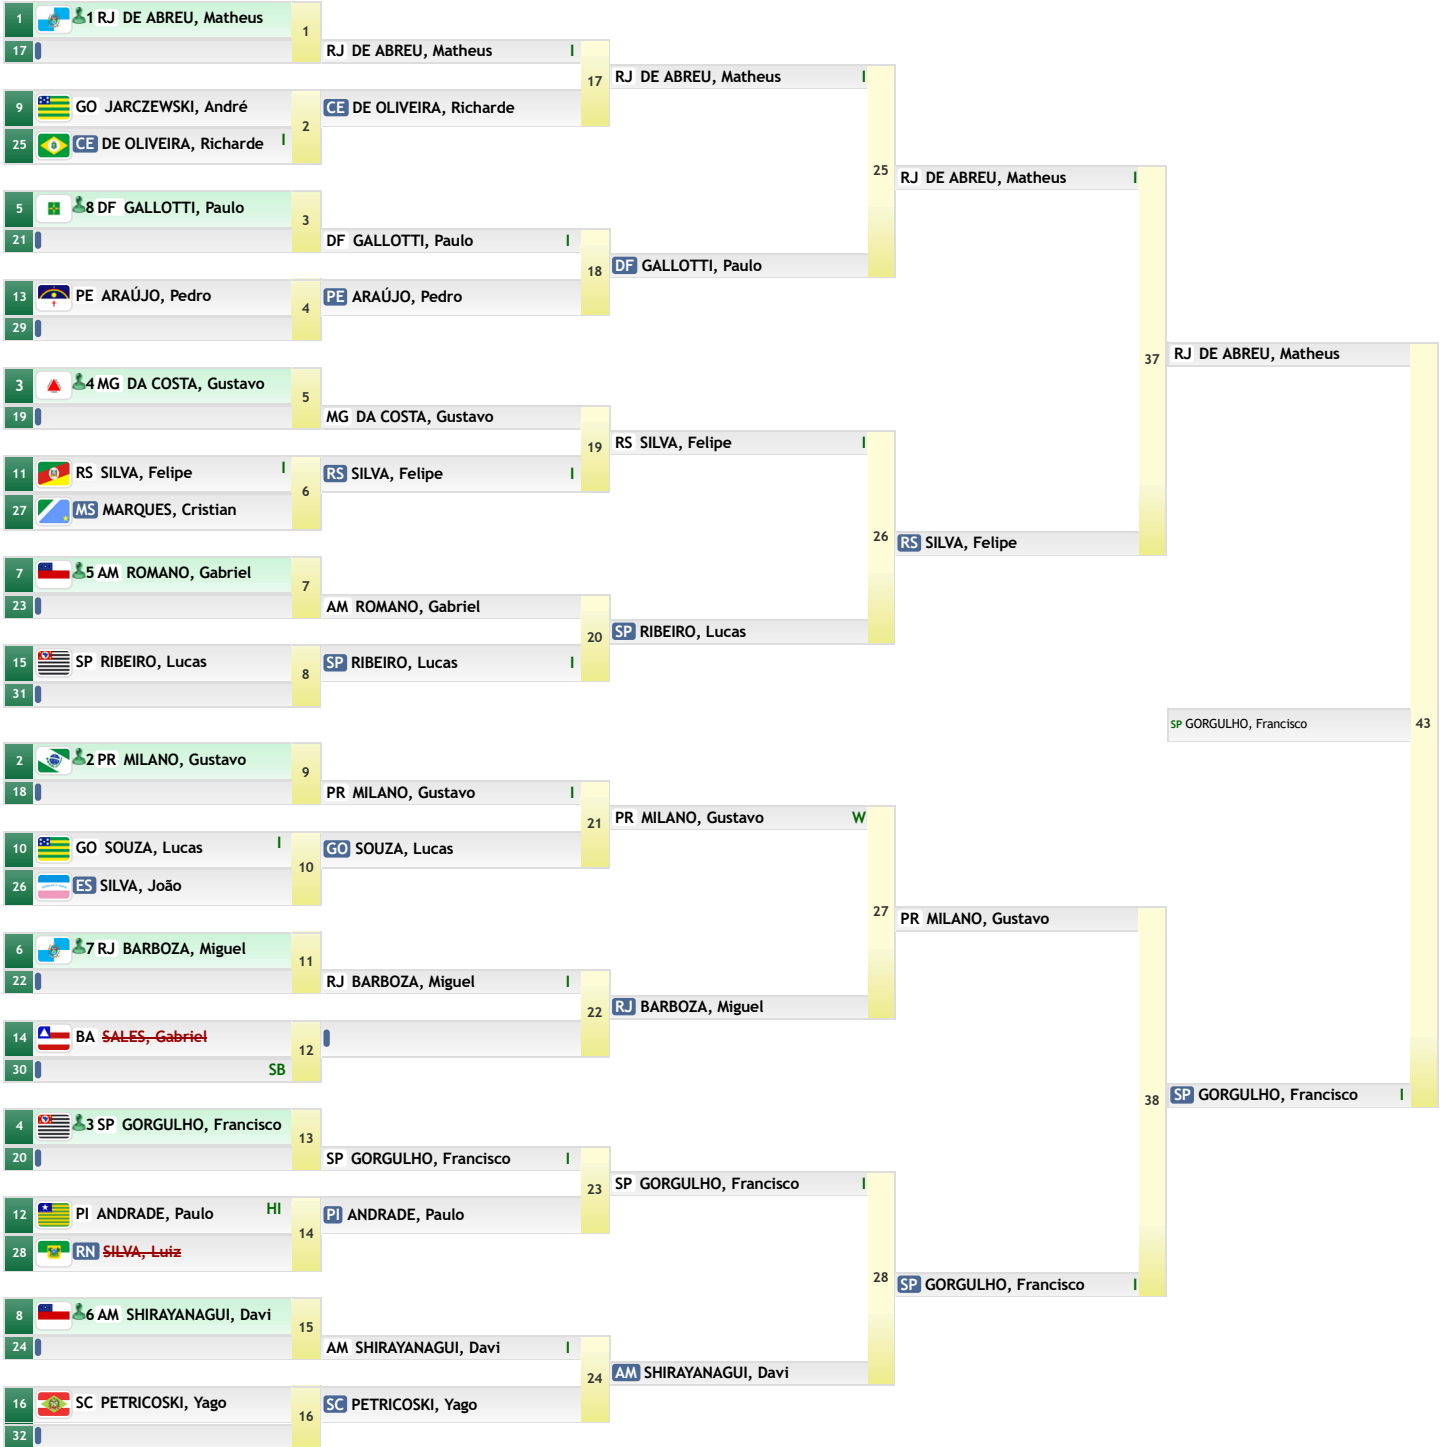 1 1 RJ DE ABREU, Matheus
17
1
RJ DE ABREU, Matheus I
9 GO JARCZEWSKI, André
25 CE DE OLIVEIRA, Richarde I
2
CE DE OLIVEIRA, Richarde
17
RJ DE ABREU, Matheus I
5 8 DF GALLOTTI, Paulo
21
3
DF GALLOTTI, Paulo I
13 PE ARAÚJO, Pedro
29
4
PE ARAÚJO, Pedro
18
DF GALLOTTI, Paulo
25
RJ DE ABREU, Matheus I
3 4 MG DA COSTA, Gustavo
19
5
MG DA COSTA, Gustavo
11 RS SILVA, Felipe I
27 MS MARQUES, Cristian
6
RS SILVA, Felipe I
19
RS SILVA, Felipe I
7 5 AM ROMANO, Gabriel
23
7
AM ROMANO, Gabriel
15 SP RIBEIRO, Lucas
31
8
SP RIBEIRO, Lucas I
20
SP RIBEIRO, Lucas
26
RS SILVA, Felipe
37
RJ DE ABREU, Matheus
SP GORGULHO, Francisco
43
2 2 PR MILANO, Gustavo
18
9
PR MILANO, Gustavo I
10 GO SOUZA, Lucas I
26 ES SILVA, João
10
GO SOUZA, Lucas
21
PR MILANO, Gustavo W
6 7 RJ BARBOZA, Miguel
22
11
RJ BARBOZA, Miguel I
14 BA SALES, Gabriel
30 SB
12
22
RJ BARBOZA, Miguel
27
PR MILANO, Gustavo
4 3 SP GORGULHO, Francisco
20
13
SP GORGULHO, Francisco I
12 PI ANDRADE, Paulo HI
28 RN SILVA, Luiz
14
PI ANDRADE, Paulo
23
SP GORGULHO, Francisco I
8 6 AM SHIRAYANAGUI, Davi
24
15
AM SHIRAYANAGUI, Davi I
16 SC PETRICOSKI, Yago
32
16
SC PETRICOSKI, Yago
24
AM SHIRAYANAGUI, Davi
28
SP GORGULHO, Francisco I
38
SP GORGULHO, Francisco I